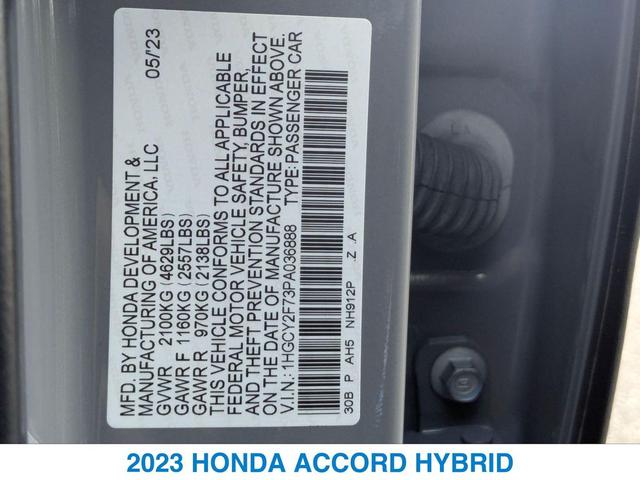 MFD. BY HONDA DEVELOPMENT &
MANUFACTURING OF AMERICA, LLC 05/23
GVWR 2100KG (4629LBS)
GAWR F 1160KG (2557LBS)
GAWR R 970KG (2138LBS)
THIS VEHICLE CONFORMS TO ALL APPLICABLE
FEDERAL MOTOR VEHICLE SAFETY, BUMPER,
AND THEFT PREVENTION STANDARDS IN EFFECT
ON THE DATE OF MANUFACTURE SHOWN ABOVE.
V.I.N.: 1HGCY2F73PA036888 TYPE: PASSENGER CAR
30B P AH5 NH912P .Z .A
2023 HONDA ACCORD HYBRID